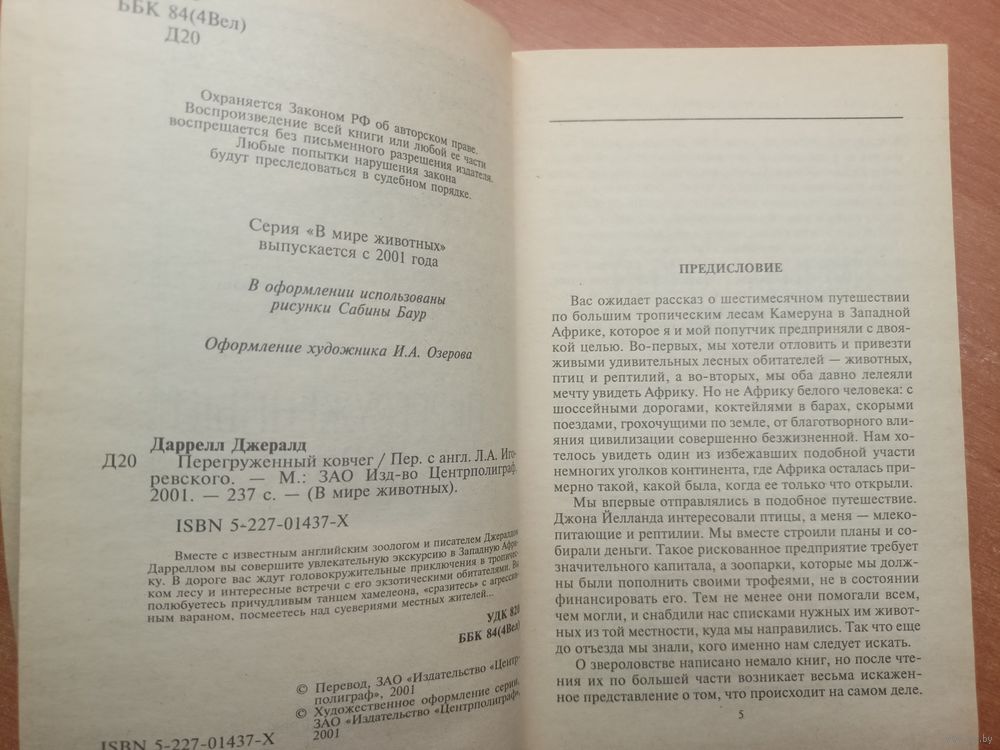 ББК 84(4Вел)
Д20
Охраняется Законом РФ об авторском праве.
Воспроизведение всей книги или любой ее части
воспрещается без письменного разрешения издателя.
Любые попытки нарушения закона
будут преследоваться в судебном порядке.
Серия «В мире животных»
выпускается с 2001 года
В оформлении использованы
рисунки Сабины Баур
Оформление художника И.А. Озерова
Даррелл Джералд
Д20 Перегруженный ковчег / Пер. с англ. Л.А. Иго-
ревского. — М.: ЗАО Изд-во Центрполиграф,
2001. — 237 с. — (В мире животных).
ISBN 5-227-01437-X
Вместе с известным английским зоологом и писателем Джералдом
Дарреллом вы совершите увлекательную экскурсию в Западную Афри-
ку. В дороге вас ждут головокружительные приключения в тропичес-
ком лесу и интересные встречи с его экзотическими обитателями. Вы
полюбуетесь причудливым танцем хамелеона, «сразитесь» с агрессив-
ным вараном, посмеетесь над суевериями местных жителей...
УДК 820
ББК 84(4Вел)
© Перевод, ЗАО «Издательство «Центр-
полиграф», 2001
© Художественное оформление серии,
ЗАО «Издательство «Центрполиграф»,
2001
ISBN 5-227-01437-X
ПРЕДИСЛОВИЕ
Вас ожидает рассказ о шестимесячном путешествии
по большим тропическим лесам Камеруна в Западной
Африке, которое я и мой попутчик предприняли с двоя-
кой целью. Во-первых, мы хотели отловить и привезти
живыми удивительных лесных обитателей — животных,
птиц и рептилий, а во-вторых, мы оба давно лелеяли
мечту увидеть Африку. Но не Африку белого человека: с
шоссейными дорогами, коктейлями в барах, скорыми
поездами, грохочущими по земле, от благотворного вли-
яния цивилизации совершенно безжизненной. Нам хо-
телось увидеть один из избежавших подобной участи
немногих уголков континента, где Африка осталась при-
мерно такой, какой была, когда ее только что открыли.
Мы впервые отправлялись в подобное путешествие.
Джона Йелланда интересовали птицы, а меня — млеко-
питающие и рептилии. Мы вместе строили планы и со-
бирали деньги. Такое рискованное предприятие требует
значительного капитала, а зоопарки, которые мы долж-
ны были пополнить своими трофеями, не в состоянии
финансировать его. Тем не менее они помогали всем,
чем могли, и снабдили нас списками нужных им живот-
ных из той местности, куда мы направились. Так что еще
до отъезда мы знали, кого именно нам следует искать.
О звероловстве написано немало книг, но после чте-
ния их по большей части возникает весьма искажен-
ное представление о том, что происходит на самом деле.
5